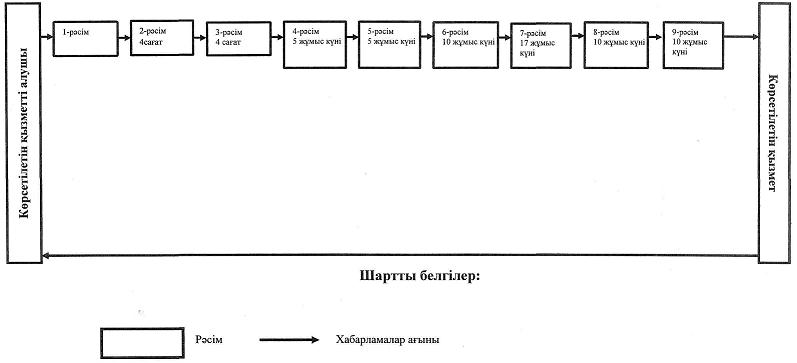 Көрсетілетін қызметті алушы
1-рәсім
2-рәсім
4сағат
3-рәсім
4 сағат
4-рәсім
5 жұмыс күні
5-рәсім
5 жұмыс күні
6-рәсім
10 жұмыс күні
7-рәсім
17 жұмыс
күні
8-рәсім
10 жұмыс күні
9-рәсім
10 жұмыс
күні
Көрсетілетін қызмет
Шартты белгілер:
Рәсім
Хабарламалар ағыны